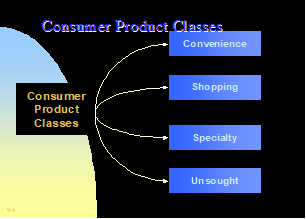 Consumer Product Classes
Convenience
Consumer
Product
Classes
Shopping
Specialty
Unsought